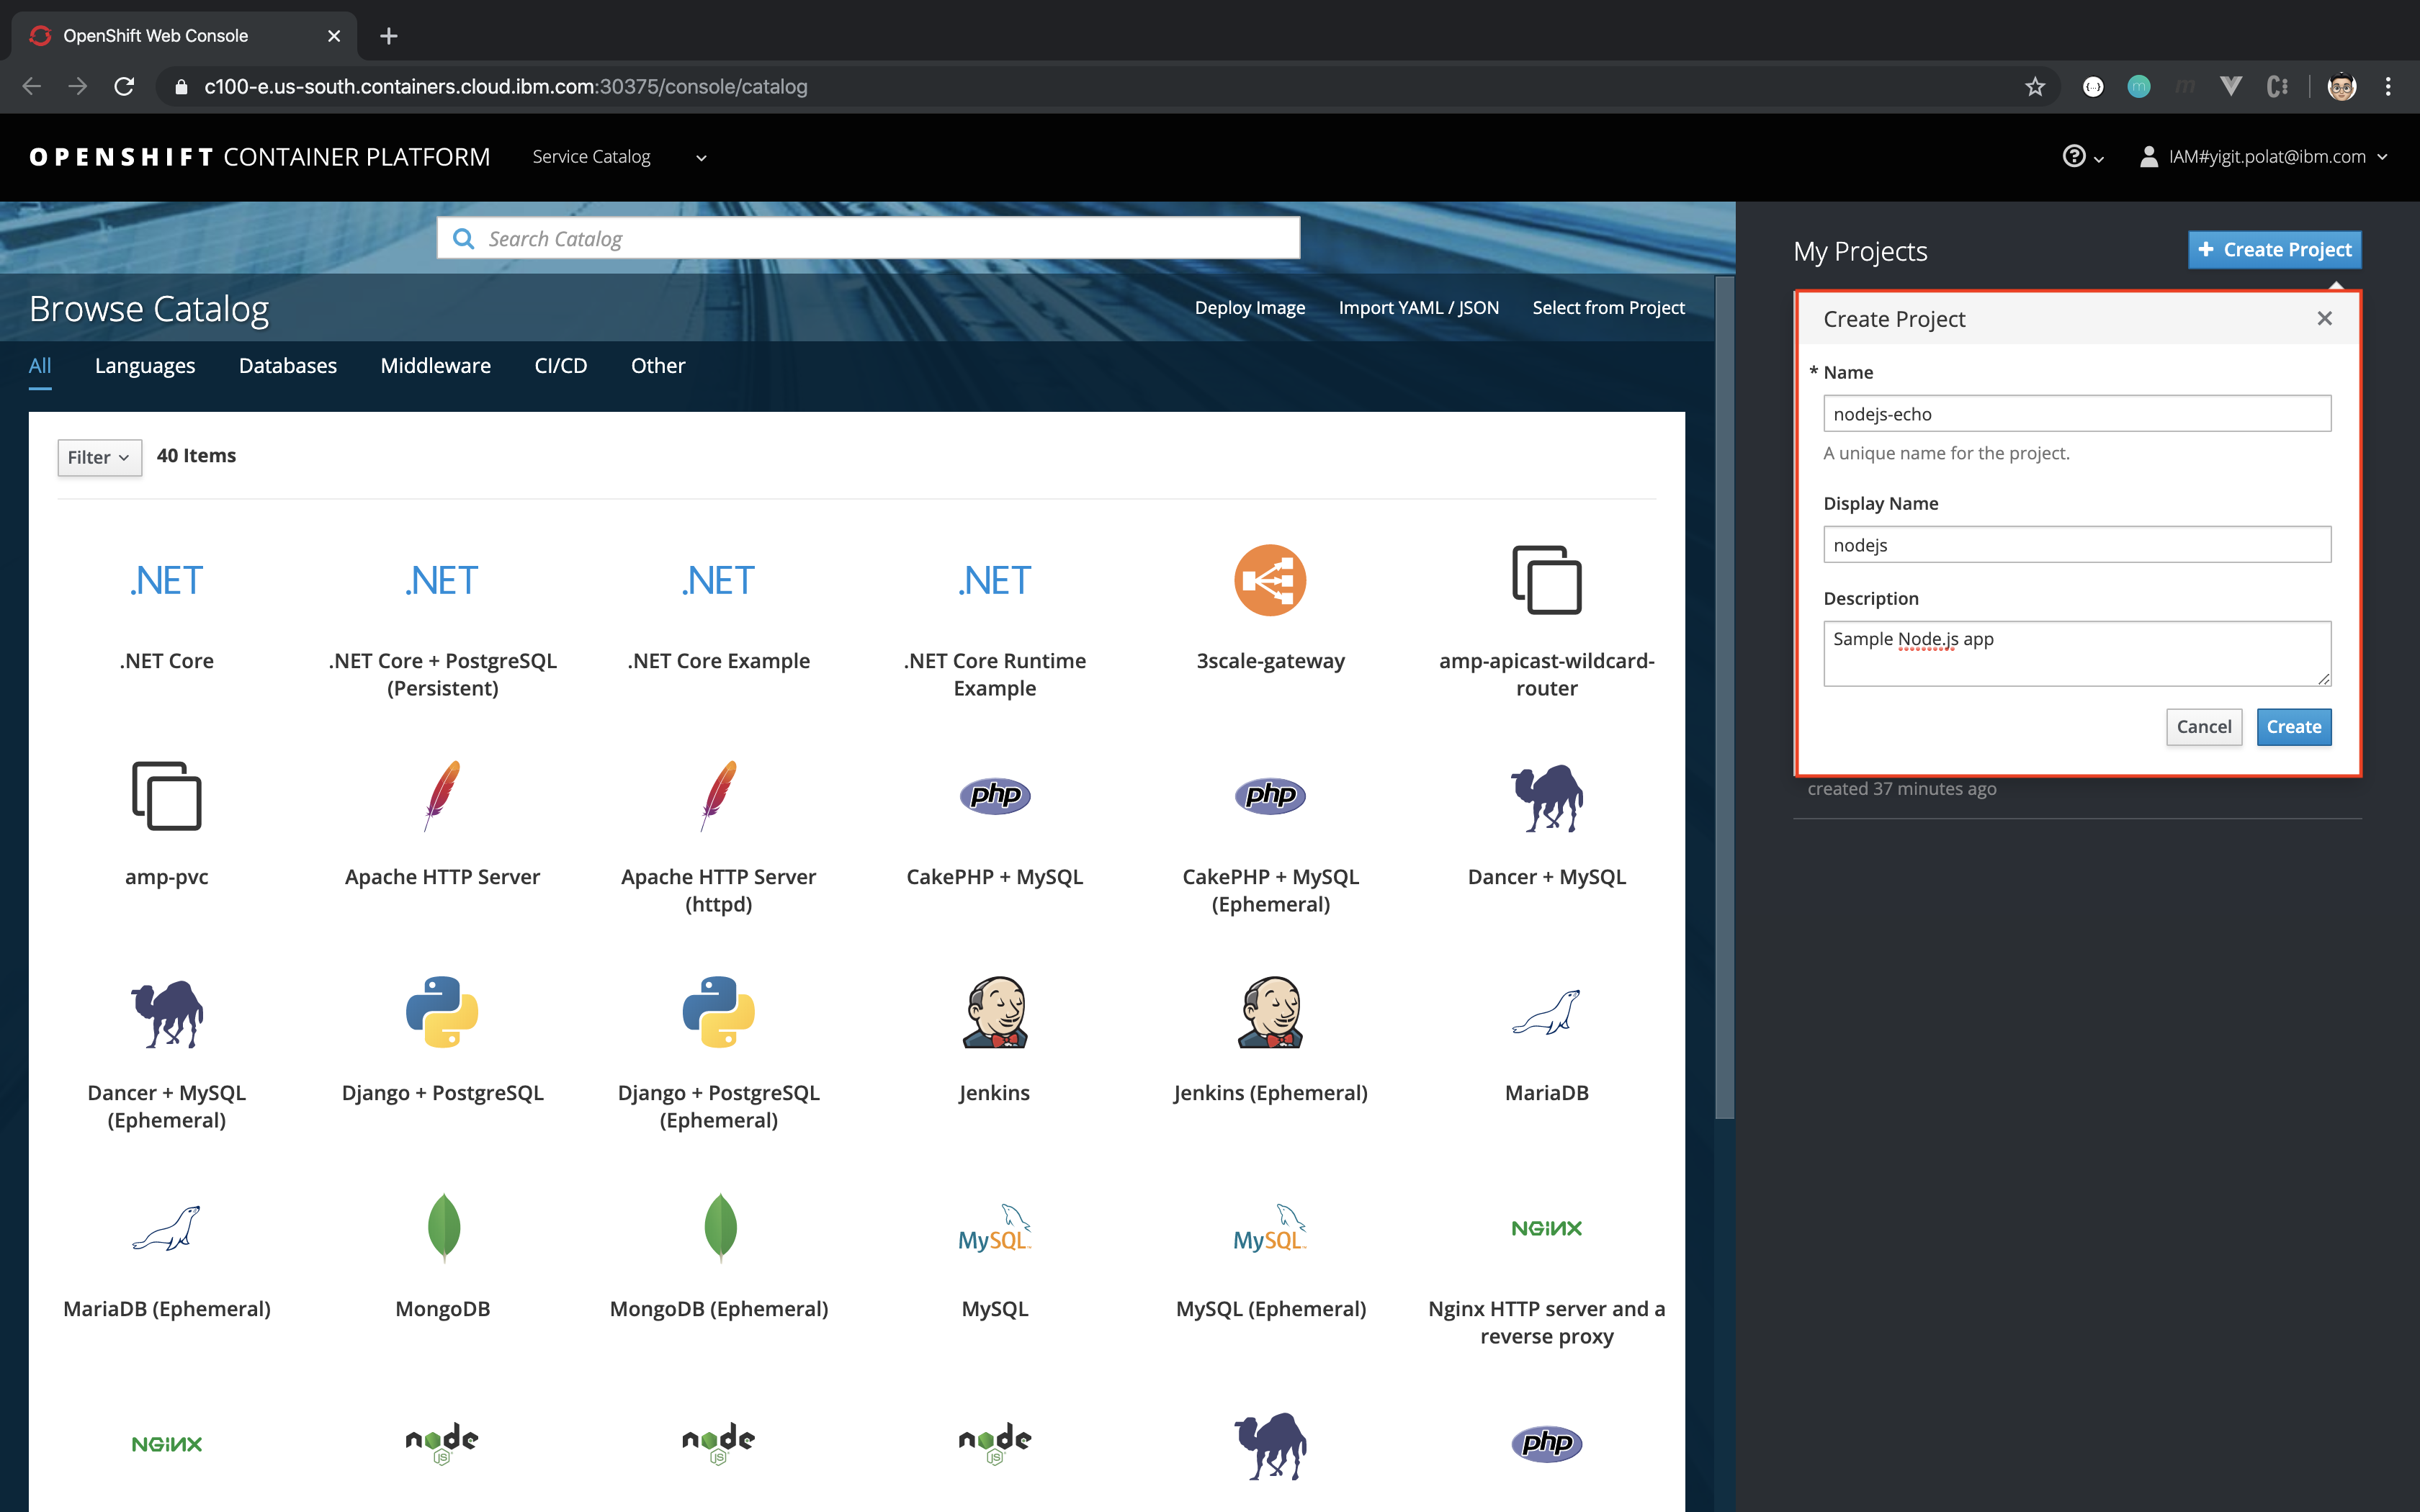 OpenShift Web Console
c100-e.us-south.containers.cloud.ibm.com:30375/console/catalog
OPENSHIFT CONTAINER PLATFORM
Service Catalog
IAM#yigit.polat@ibm.com
Search Catalog
Browse Catalog
Deploy Image
Import YAML / JSON
Select from Project
All
Languages
Databases
Middleware
CI/CD
Other
Filter
40 Items
.NET
.NET
.NET
.NET
.NET Core
.NET Core + PostgreSQL
(Persistent)
.NET Core Example
.NET Core Runtime
Example
3scale-gateway
amp-apicast-wildcard-
router
php
php
amp-pvc
Apache HTTP Server
Apache HTTP Server
(httpd)
CakePHP + MySQL
CakePHP + MySQL
(Ephemeral)
Dancer + MySQL
Dancer + MySQL
(Ephemeral)
Django + PostgreSQL
Django + PostgreSQL
(Ephemeral)
Jenkins
Jenkins (Ephemeral)
MariaDB
MySQL
MySQL
NGINX
MariaDB (Ephemeral)
MongoDB
MongoDB (Ephemeral)
MySQL
MySQL (Ephemeral)
Nginx HTTP server and a
reverse proxy
NGINX
node
JS
node
JS
node
JS
php
My Projects
+ Create Project
Create Project
* Name
nodejs-echo
A unique name for the project.
Display Name
nodejs
Description
Sample Node.js app
Cancel
Create
created 37 minutes ago